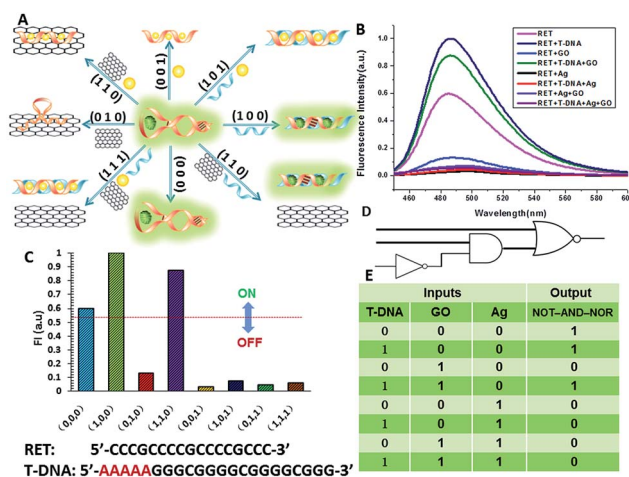 A
(1 1 0)
(0 0 1)
(1 0 1)
(0 1 0)
(1 0 0)
(1 1 1)
(0 0 0)
(1 1 0)
B
Fluorescence Intensity(a.u.)
1.0
0.8
0.6
0.4
0.2
0.0
460 480 500 520 540 560 580 60
Wavelength(nm)
RET
RET+T-DNA
RET+GO
RET+T-DNA+GO
RET+Ag
RET+T-DNA+Ag
RET+Ag+GO
RET+T-DNA+Ag+GO
C
FI (a.u)
1
0.9
0.8
0.7
0.6
0.5
0.4
0.3
0.2
0.1
0
ON
OFF
(0,0,0) (1,0,0) (0,1,0) (1,1,0) (0,0,1) (1,0,1) (0,1,1) (1,1,1)
RET: 5’-CCCGCCCCGCCCCGCCC-3’
T-DNA: 5’-AAAAAGGGCGGGGCGGGGCGGG-3’
D
E
Inputs Output
T-DNA GO Ag NOT–AND–NOR
0 0 0 1
1 0 0 1
0 1 0 0
1 1 0 1
0 0 1 0
1 0 1 0
0 1 1 0
1 1 1 0